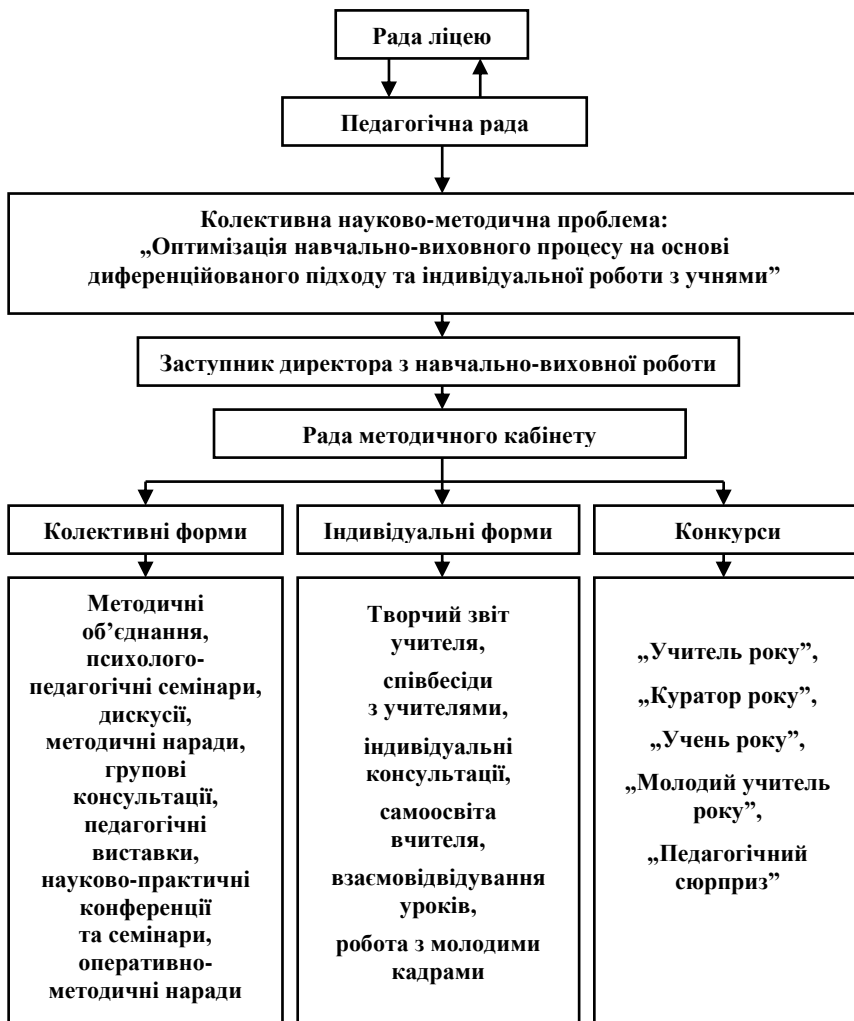 Рада ліцею
Педагогічна рада
Колективна науково-методична проблема:
„Оптимізація навчально-виховного процесу на основі
диференційованого підходу та індивідуальної роботи з учнями”
Заступник директора з навчально-виховної роботи
Рада методичного кабінету
Колективні форми
Індивідуальні форми
Конкурси
Методичні
об’єднання,
психолого-
педагогічні семінари,
дискусії,
методичні наради,
групові
консультації,
педагогічні
виставки,
науково-практичні
конференції
та семінари,
оперативно-
методичні наради
Творчий звіт
учителя,
співбесіди
з учителями,
індивідуальні
консультації,
самоосвіта
вчителя,
взаємовідвідування
уроків,
робота з молодими
кадрами
„Учитель року”,
„Куратор року”,
„Учень року”,
„Молодий учитель
року”,
„Педагогічний
сюрприз”